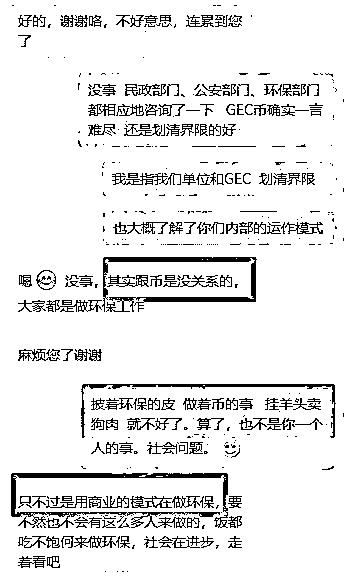 好的，谢谢咯，不好意思，连累到您
了
没事 民政部门、公安部门、环保部门
都相应地咨询了一下 GEC币确实一言
难尽 还是划清界限的好
我是指我们单位和GEC 划清界限
也大概了解了你们内部的运作模式
嗯 没事，其实跟币是没关系的，
大家都是做环保工作
麻烦您了谢谢
披着环保的皮 做着币的事 挂羊头卖
狗肉 就不好了。算了，也不是你一个
人的事。社会问题。
只不过是用商业的模式在做环保，要
不然也不会有这么多人来做的，饭都
吃不饱何来做环保，社会在进步，走
着看吧